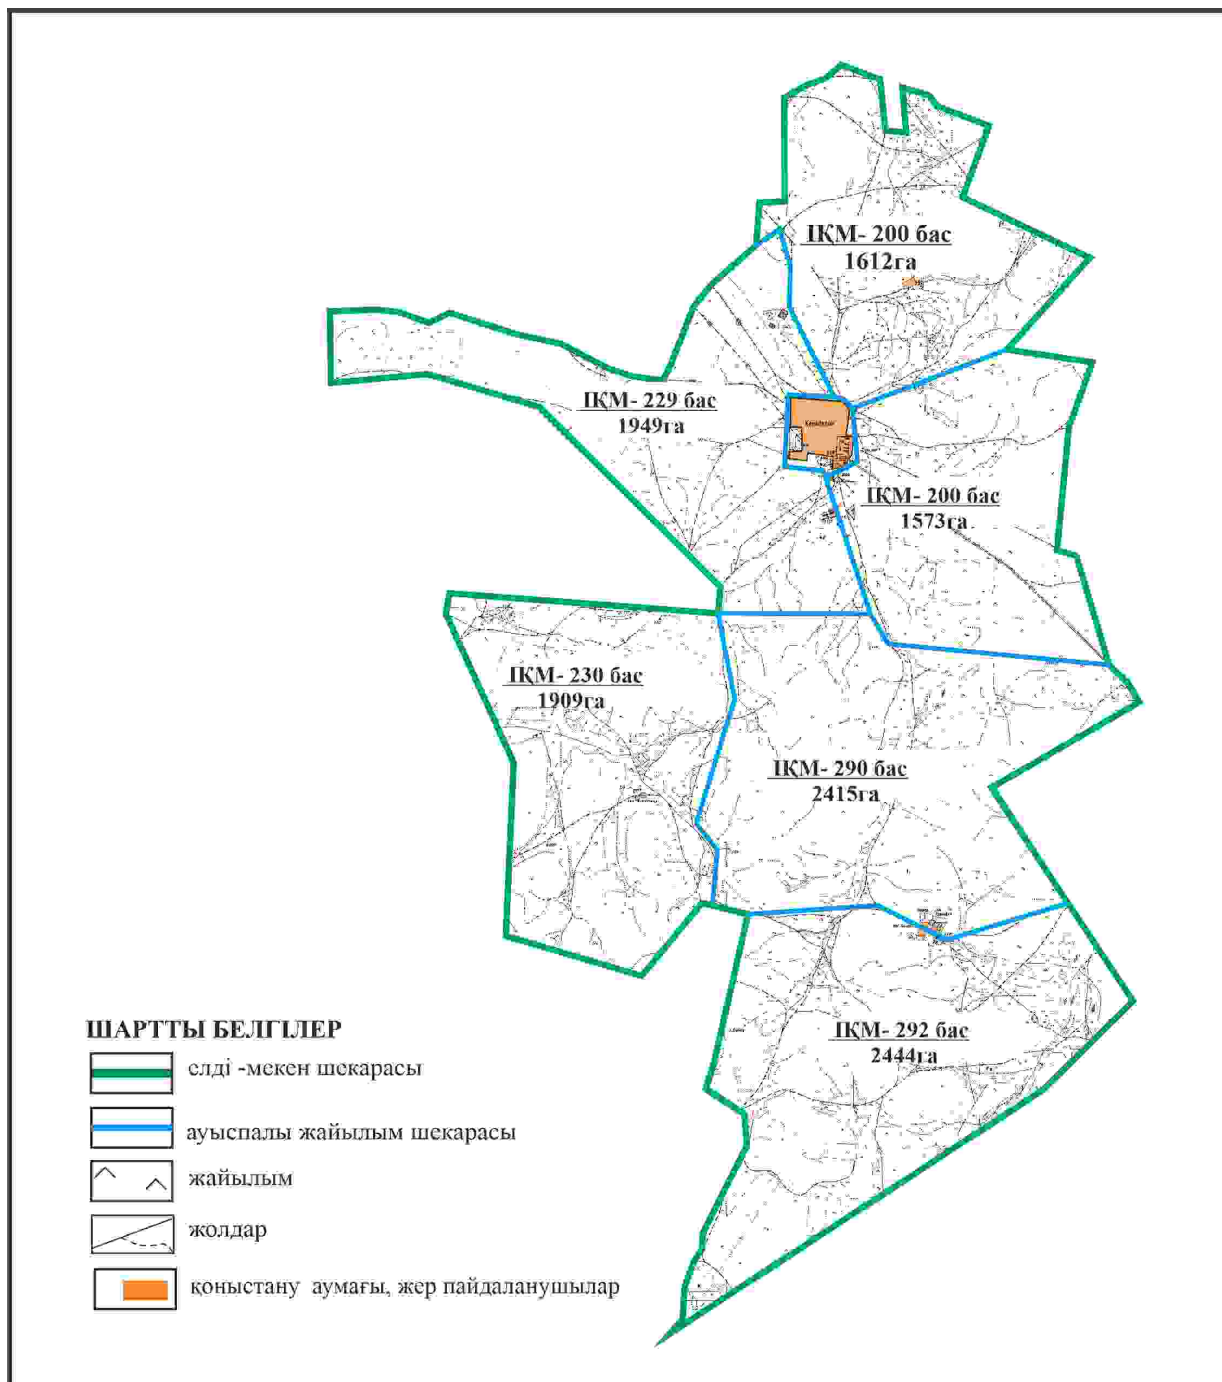 ІҚМ- 200 бас
1612га
ІҚМ- 229 бас
1949га
ІҚМ- 200 бас
1573га
ІҚМ- 230 бас
1909га
ІҚМ- 290 бас
2415га
ІҚМ- 292 бас
2444га
ШАРТТЫ БЕЛГІЛЕР
елді -мекен шекарасы
ауыспалы жайылым шекарасы
жайылым
жолдар
қоныстану аумағы, жер пайдаланушылар